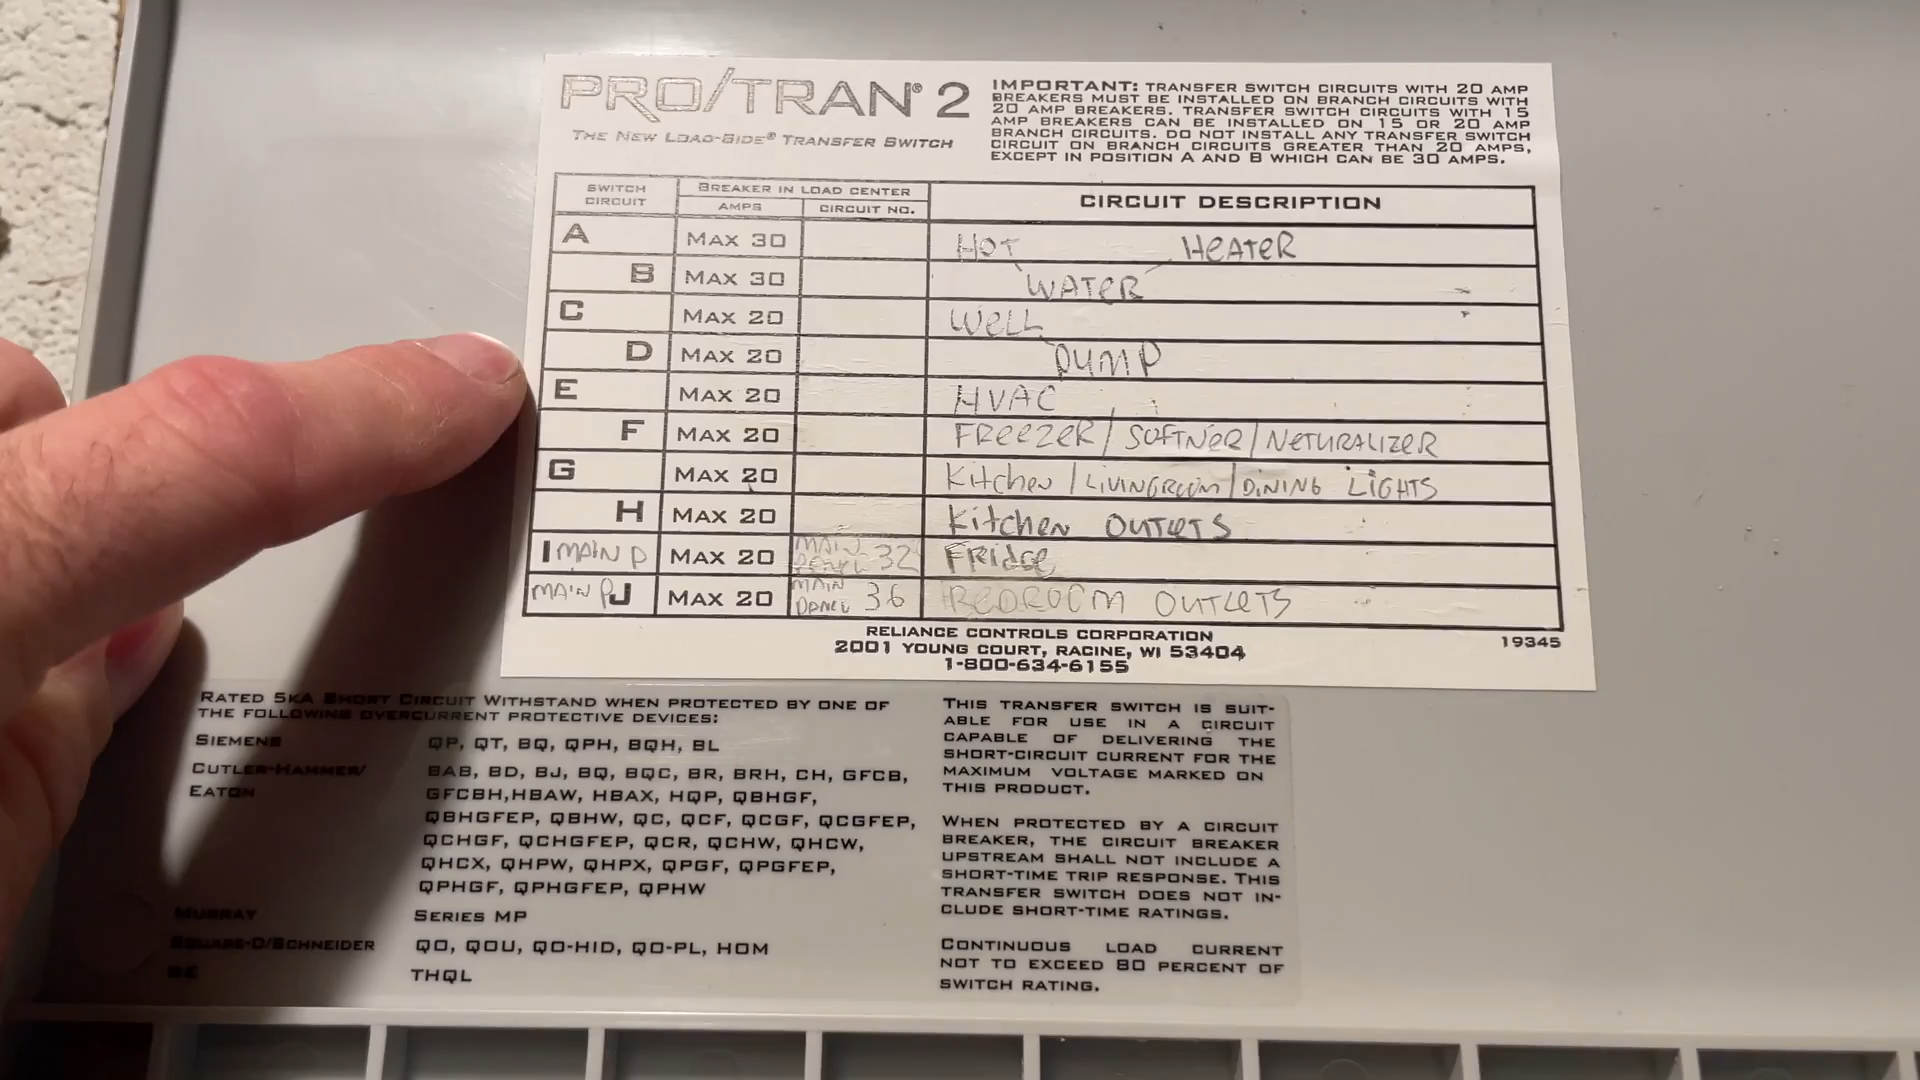 PRO/TRAN® 2
THE NEW LOAD-SIDE® TRANSFER SWITCH
IMPORTANT: TRANSFER SWITCH CIRCUITS WITH 20 AMP
BREAKERS MUST BE INSTALLED ON BRANCH CIRCUITS WITH
20 AMP BREAKERS. TRANSFER SWITCH CIRCUITS WITH 15
AMP BREAKERS CAN BE INSTALLED ON 15 OR 20 AMP
BRANCH CIRCUITS. DO NOT INSTALL ANY TRANSFER SWITCH
CIRCUIT ON BRANCH CIRCUITS GREATER THAN 20 AMPS,
EXCEPT IN POSITION A AND B WHICH CAN BE 30 AMPS.
SWITCH CIRCUIT BREAKER IN LOAD CENTER CIRCUIT DESCRIPTION
AMPS CIRCUIT NO.
A MAX 30 HOT HEATER
B MAX 30 WATER
C MAX 20 WELL
D MAX 20 PUMP
E MAX 20 HVAC
F MAX 20 FREEZER/SOFTNER/NETURALIZER
G MAX 20 Kitchen/LIVINGROOM/DINING LIGHTS
H MAX 20 Kitchen OUTLETS
I MAIN P MAX 20 MAIN PANEL 32 FRIDGE
MAIN P J MAX 20 MAIN PANEL 36 BEDROOM OUTLETS
RELIANCE CONTROLS CORPORATION
2001 YOUNG COURT, RACINE, WI 53404
1-800-634-6155
19345
RATED 5KA SHORT CIRCUIT WITHSTAND WHEN PROTECTED BY ONE OF
THE FOLLOWING OVERCURRENT PROTECTIVE DEVICES:
SIEMENS QP, QT, BQ, QPH, BQH, BL
CUTLER-HAMMER/ BAB, BD, BJ, BQ, BQC, BR, BRH, CH, GFCB,
EATON GFCBH,HBAW, HBAX, HQP, QBHGF,
QBHGFEP, QBHW, QC, QCF, QCGF, QCGFEP,
QCHGF, QCHGFEP, QCR, QCHW, QHCW,
QHCX, QHPW, QHPX, QPGF, QPGFEP,
QPHGF, QPHGFEP, QPHW
MURRAY SERIES MP
SQUARE-D/SCHNEIDER QO, QOU, QO-HID, QO-PL, HOM
GE THQL
THIS TRANSFER SWITCH IS SUIT-
ABLE FOR USE IN A CIRCUIT
CAPABLE OF DELIVERING THE
SHORT-CIRCUIT CURRENT FOR THE
MAXIMUM VOLTAGE MARKED ON
THIS PRODUCT.
WHEN PROTECTED BY A CIRCUIT
BREAKER, THE CIRCUIT BREAKER
UPSTREAM SHALL NOT INCLUDE A
SHORT-TIME TRIP RESPONSE. THIS
TRANSFER SWITCH DOES NOT IN-
CLUDE SHORT-TIME RATINGS.
CONTINUOUS LOAD CURRENT
NOT TO EXCEED 80 PERCENT OF
SWITCH RATING.